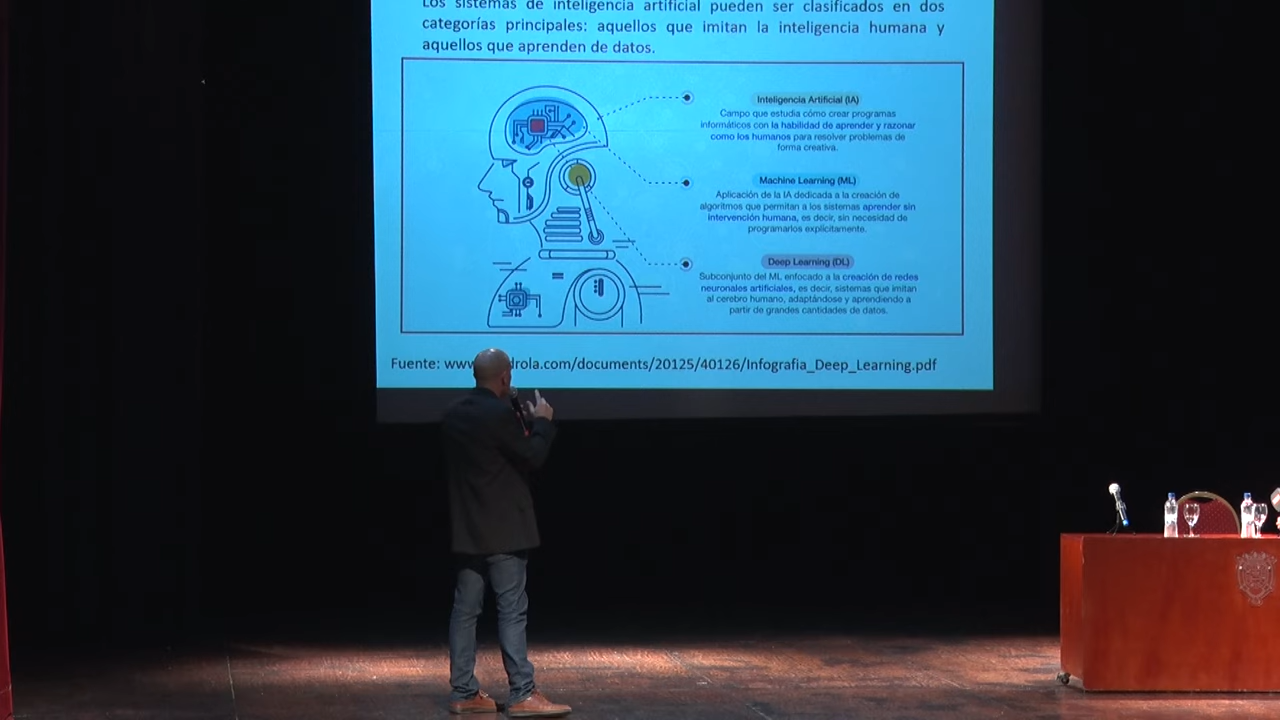 Los sistemas de inteligencia artificial pueden ser clasificados en dos
categorías principales: aquellos que imitan la inteligencia humana y
aquellos que aprenden de datos.
Inteligencia Artificial (IA)
Campo que estudia cómo crear programas
informáticos con la habilidad de aprender y razonar
como los humanos para resolver problemas de
forma creativa.
Machine Learning (ML)
Aplicación de la IA dedicada a la creación de
algoritmos que permitan a los sistemas aprender sin
intervención humana, es decir, sin necesidad de
programarlos explícitamente.
Deep Learning (DL)
Subconjunto del ML enfocado a la creación de redes
neuronales artificiales, es decir, sistemas que imitan
al cerebro humano, adaptándose y aprendiendo a
partir de grandes cantidades de datos.
Fuente: www drola.com/documents/20125/40126/Infografia_Deep_Learning.pdf